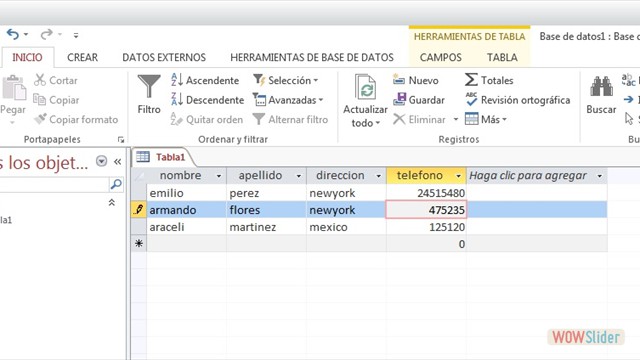 HERRAMIENTAS DE TABLA
Base de datos1 : Base de d
INICIO CREAR DATOS EXTERNOS HERRAMIENTAS DE BASE DE DATOS CAMPOS TABLA
Pegar
Cortar
Copiar
Copiar formato
Portapapeles
Filtro
Ascendente
Descendente
Quitar orden
Selección
Avanzadas
Alternar filtro
Ordenar y filtrar
Actualizar todo
Nuevo
Guardar
Eliminar
Totales
Revisión ortográfica
Más
Registros
Buscar
Bus
s los objet...
la1
Tabla1
nombre apellido direccion telefono Haga clic para agregar
emilio perez newyork 24515480
armando flores newyork 475235
araceli martinez mexico 125120
0
WOWSlider